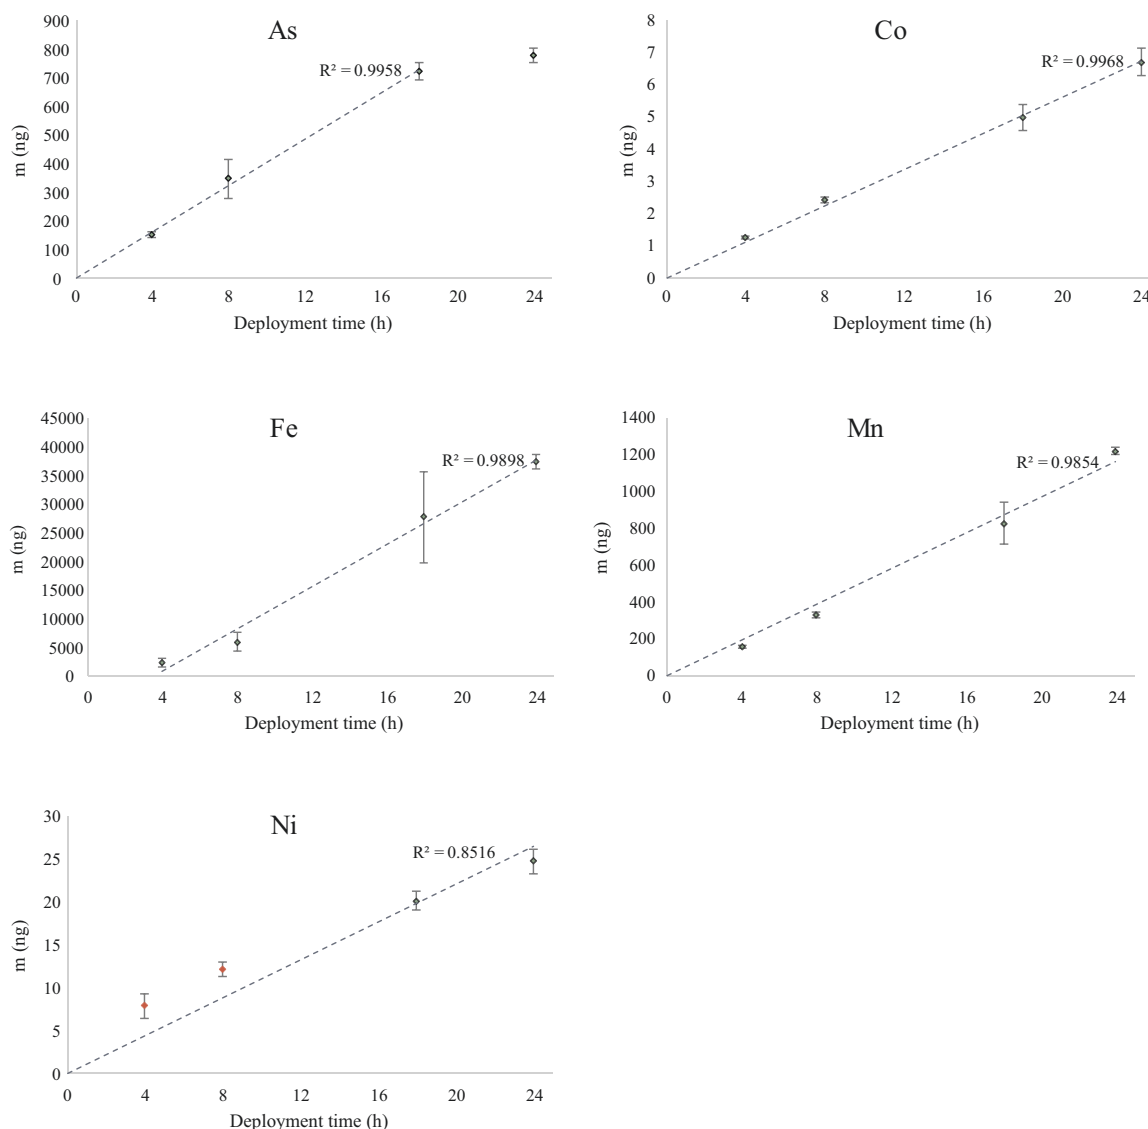 As
R² = 0.9958
900
800
700
600
500
400
300
200
100
0
m (ng)
0 4 8 12 16 20 24
Deployment time (h)
Co
R² = 0.9968
8
7
6
5
4
3
2
1
0
m (ng)
0 4 8 12 16 20 24
Deployment time (h)
Fe
R² = 0.9898
45000
40000
35000
30000
25000
20000
15000
10000
5000
0
m (ng)
0 4 8 12 16 20 24
Deployment time (h)
Mn
R² = 0.9854
1400
1200
1000
800
600
400
200
0
m (ng)
0 4 8 12 16 20 24
Deployment time (h)
Ni
R² = 0.8516
30
25
20
15
10
5
0
m (ng)
0 4 8 12 16 20 24
Deployment time (h)